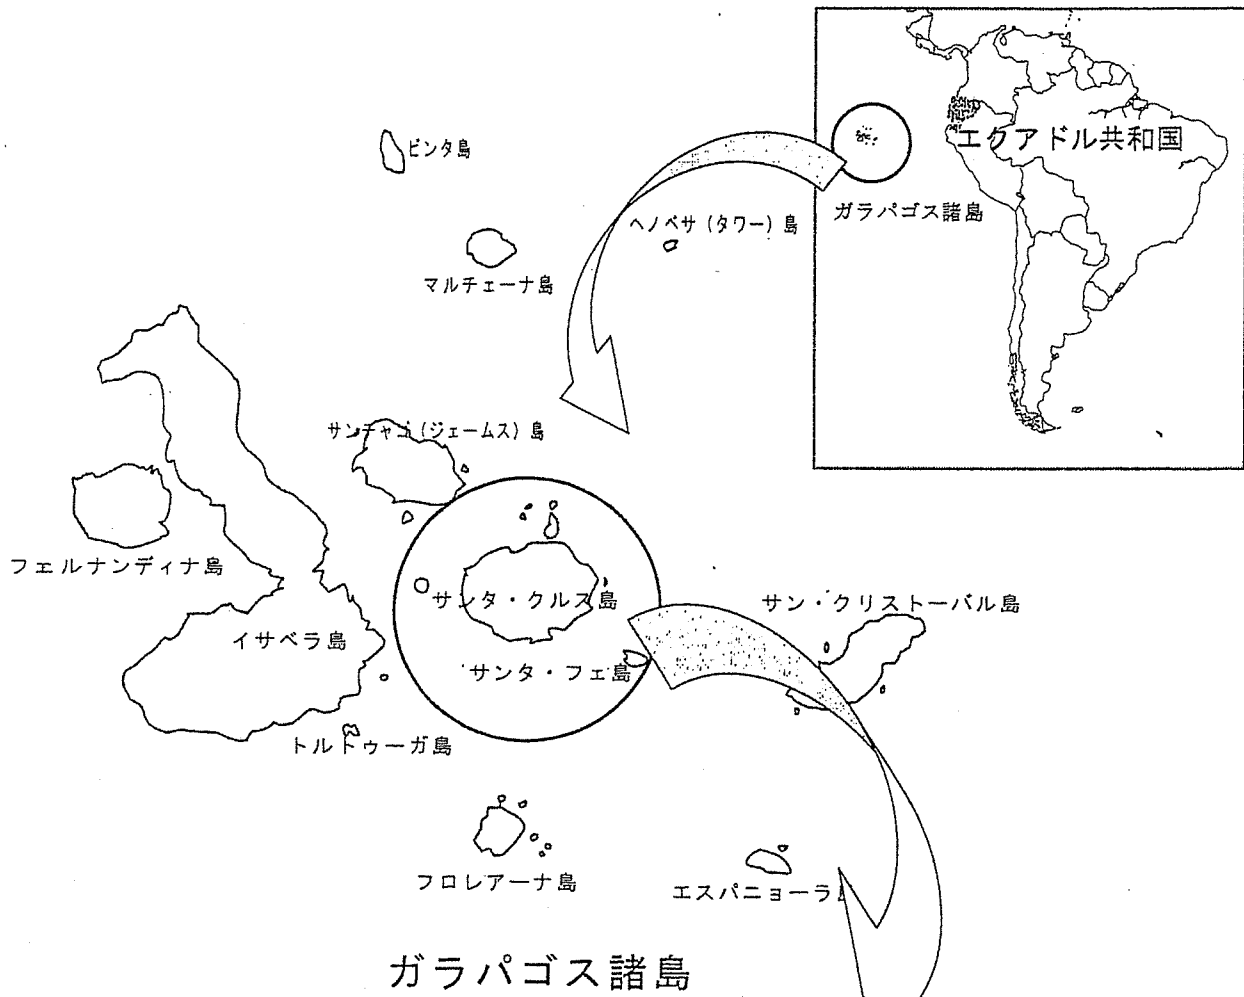 エクアドル共和国
ピンタ島
ガラパゴス諸島
ヘノベサ (タワー) 島
マルチェーナ島
サンチャゴ (ジェームス) 島
フェルナンディナ島
サンタ・クルス島
サン・クリストーバル島
イサベラ島
サンタ・フェ島
トルトゥーガ島
フロレアーナ島
エスパニョーラ島
ガラパゴス諸島